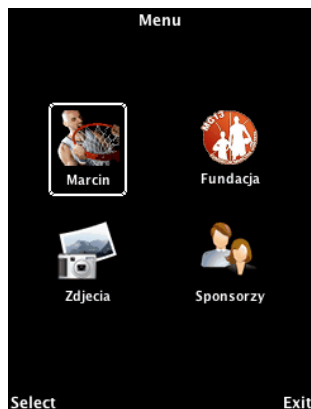 Menu
MG13
Marcin
Fundacja
Zdjecia
Sponsorzy
Select
Exit